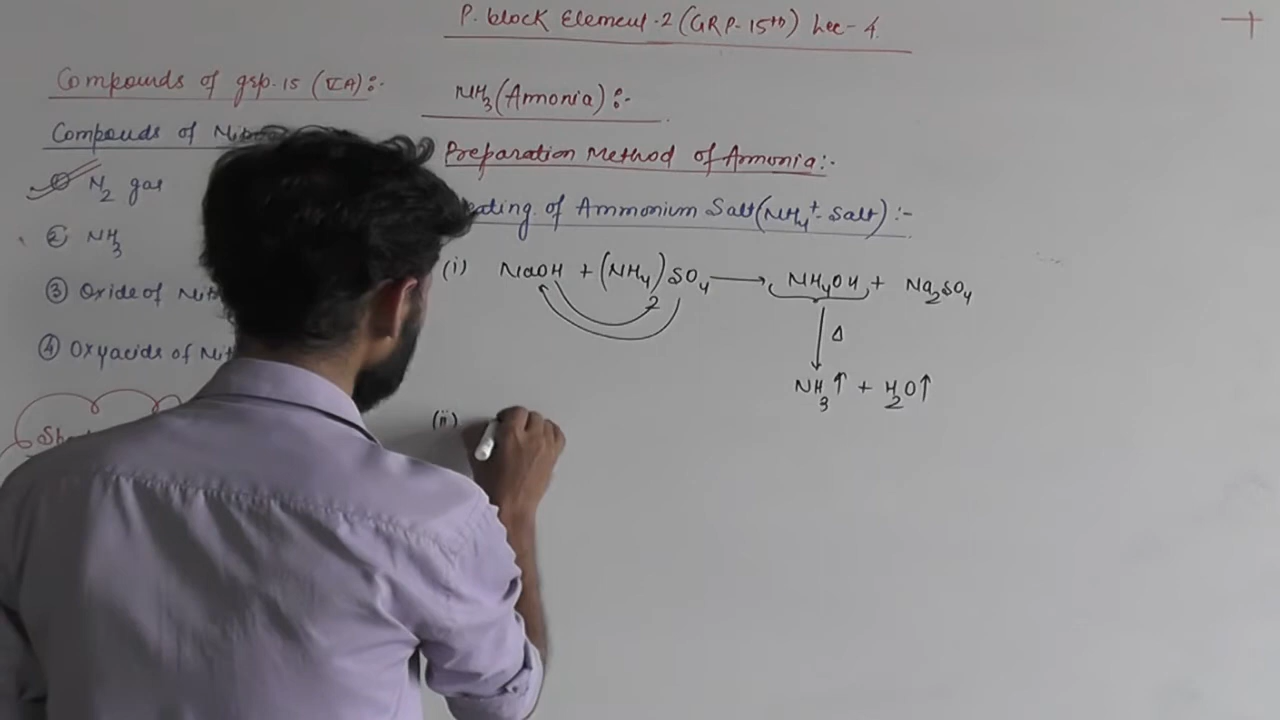 P. block Element-2 (GRP-15th) Lec-4.
Compounds of grp.15 (VA):-
Compouds of
① N2 gas
② NH3
③ Oxide of
④ Oxyacids of
NH3 (Amonia):-
Preparation Method of Amonia:-
of Ammonium Salt (NH4+ Salt):-
(i) NaOH + (NH4)2SO4 → NH4OH + Na2SO4
Δ
NH3↑ + H2O↑
(ii)